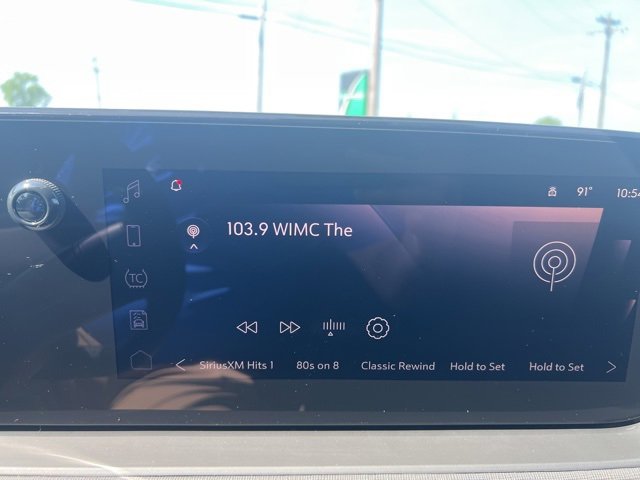 91° 10:54
103.9 WIMC The
TC
SiriusXM Hits 1 80s on 8 Classic Rewind Hold to Set Hold to Set